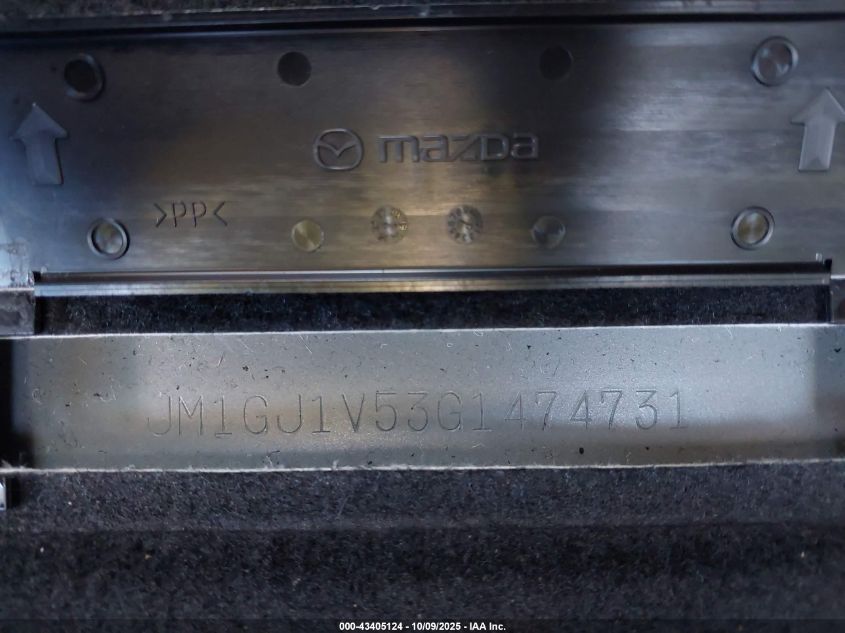 mazda
>PP<
JM1GJ1V53G1474731
000-43405124 - 10/09/2025 - IAA Inc.